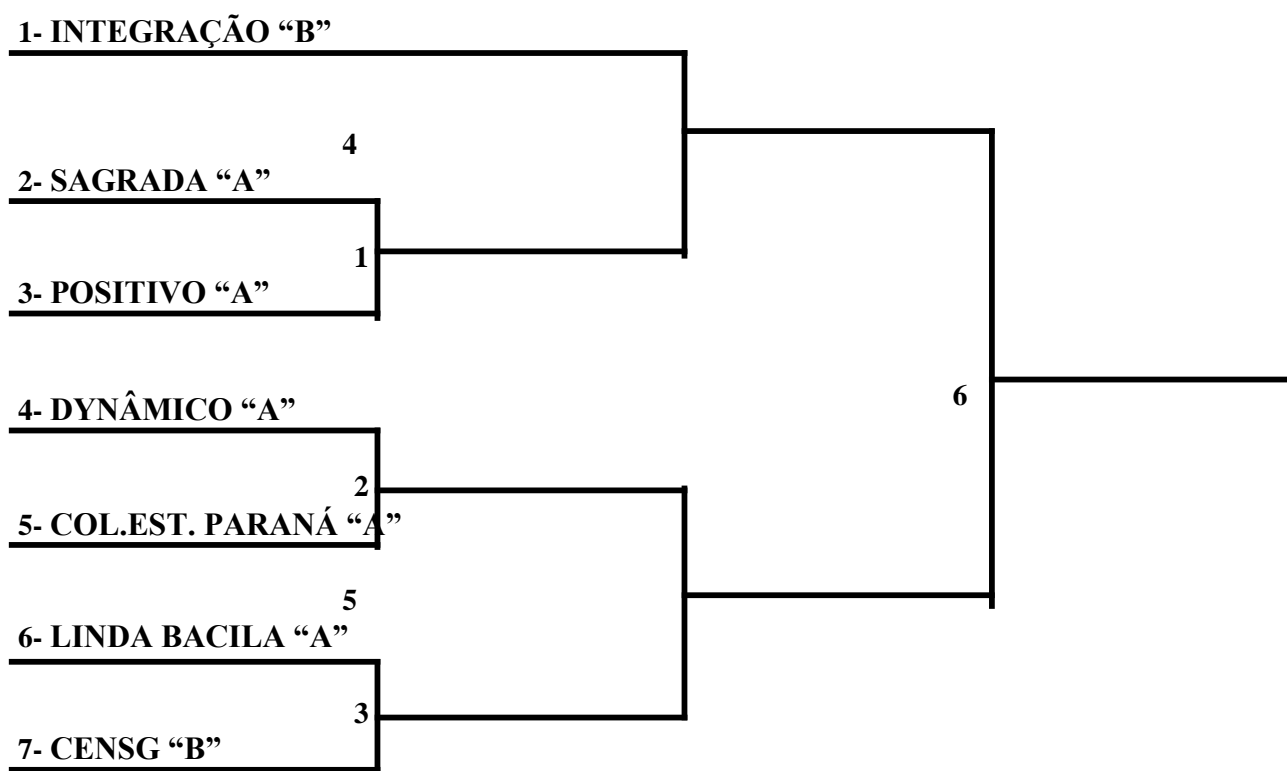 1- INTEGRAÇÃO “B”
4
2- SAGRADA “A”
1
3- POSITIVO “A”
6
4- DYNÂMICO “A”
2
5- COL.EST. PARANÁ “A”
5
6- LINDA BACILA “A”
3
7- CENSG “B”